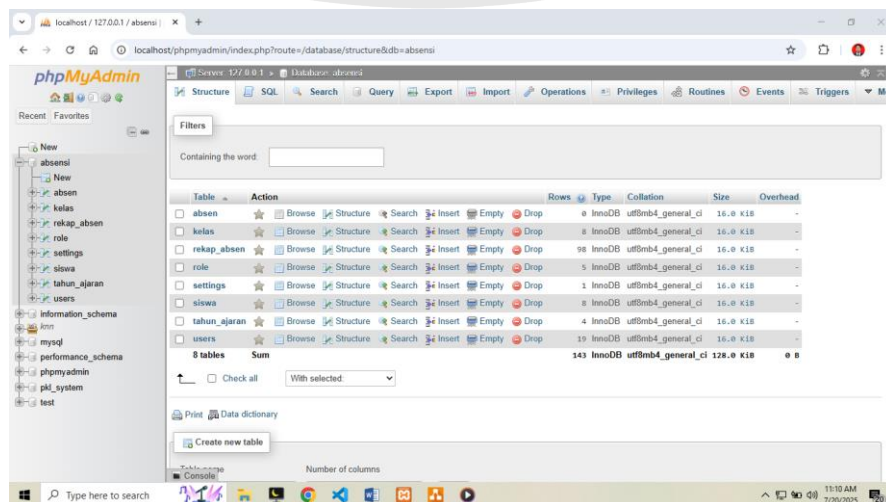 localhost / 127.0.0.1 / absensi |
localhost/phpmyadmin/index.php?route=/database/structure&db=absensi
phpMyAdmin
Recent Favorites
New
absensi
New
absen
kelas
rekap_absen
role
settings
siswa
tahun_ajaran
users
information_schema
knn
mysql
performance_schema
phpmyadmin
pkl_system
test
Server: 127.0.0.1 » Database: absensi
Structure SQL Search Query Export Import Operations Privileges Routines Events Triggers
Filters
Containing the word:
Table Action Rows Type Collation Size Overhead
absen Browse Structure Search Insert Empty Drop 0 InnoDB utf8mb4_general_ci 16.0 KiB -
kelas Browse Structure Search Insert Empty Drop 8 InnoDB utf8mb4_general_ci 16.0 KiB -
rekap_absen Browse Structure Search Insert Empty Drop 98 InnoDB utf8mb4_general_ci 16.0 KiB -
role Browse Structure Search Insert Empty Drop 5 InnoDB utf8mb4_general_ci 16.0 KiB -
settings Browse Structure Search Insert Empty Drop 1 InnoDB utf8mb4_general_ci 16.0 KiB -
siswa Browse Structure Search Insert Empty Drop 8 InnoDB utf8mb4_general_ci 16.0 KiB -
tahun_ajaran Browse Structure Search Insert Empty Drop 4 InnoDB utf8mb4_general_ci 16.0 KiB -
users Browse Structure Search Insert Empty Drop 19 InnoDB utf8mb4_general_ci 16.0 KiB -
8 tables Sum 143 InnoDB utf8mb4_general_ci 128.0 KiB 0 B
Check all With selected:
Print Data dictionary
Create new table
Table name Number of columns
Console
Type here to search
11:10 AM
7/20/2025